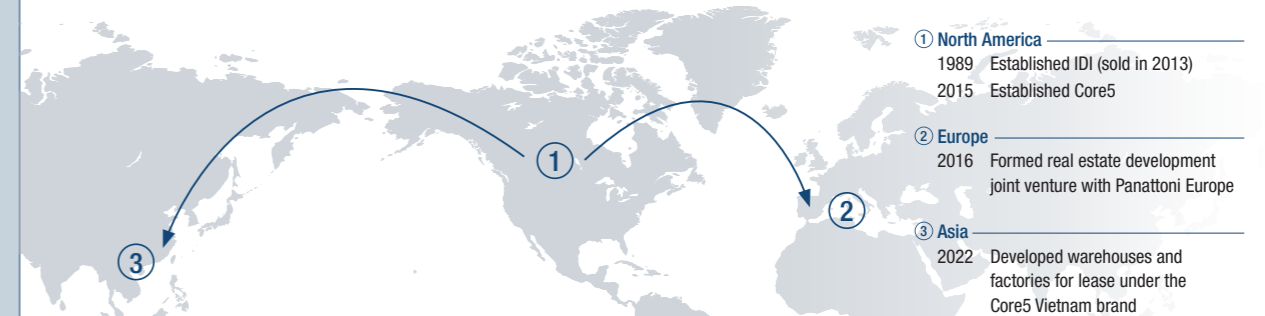 ① North America
1989 Established IDI (sold in 2013)
2015 Established Core5
② Europe
2016 Formed real estate development
joint venture with Panattoni Europe
③ Asia
2022 Developed warehouses and
factories for lease under the
Core5 Vietnam brand
①
②
③